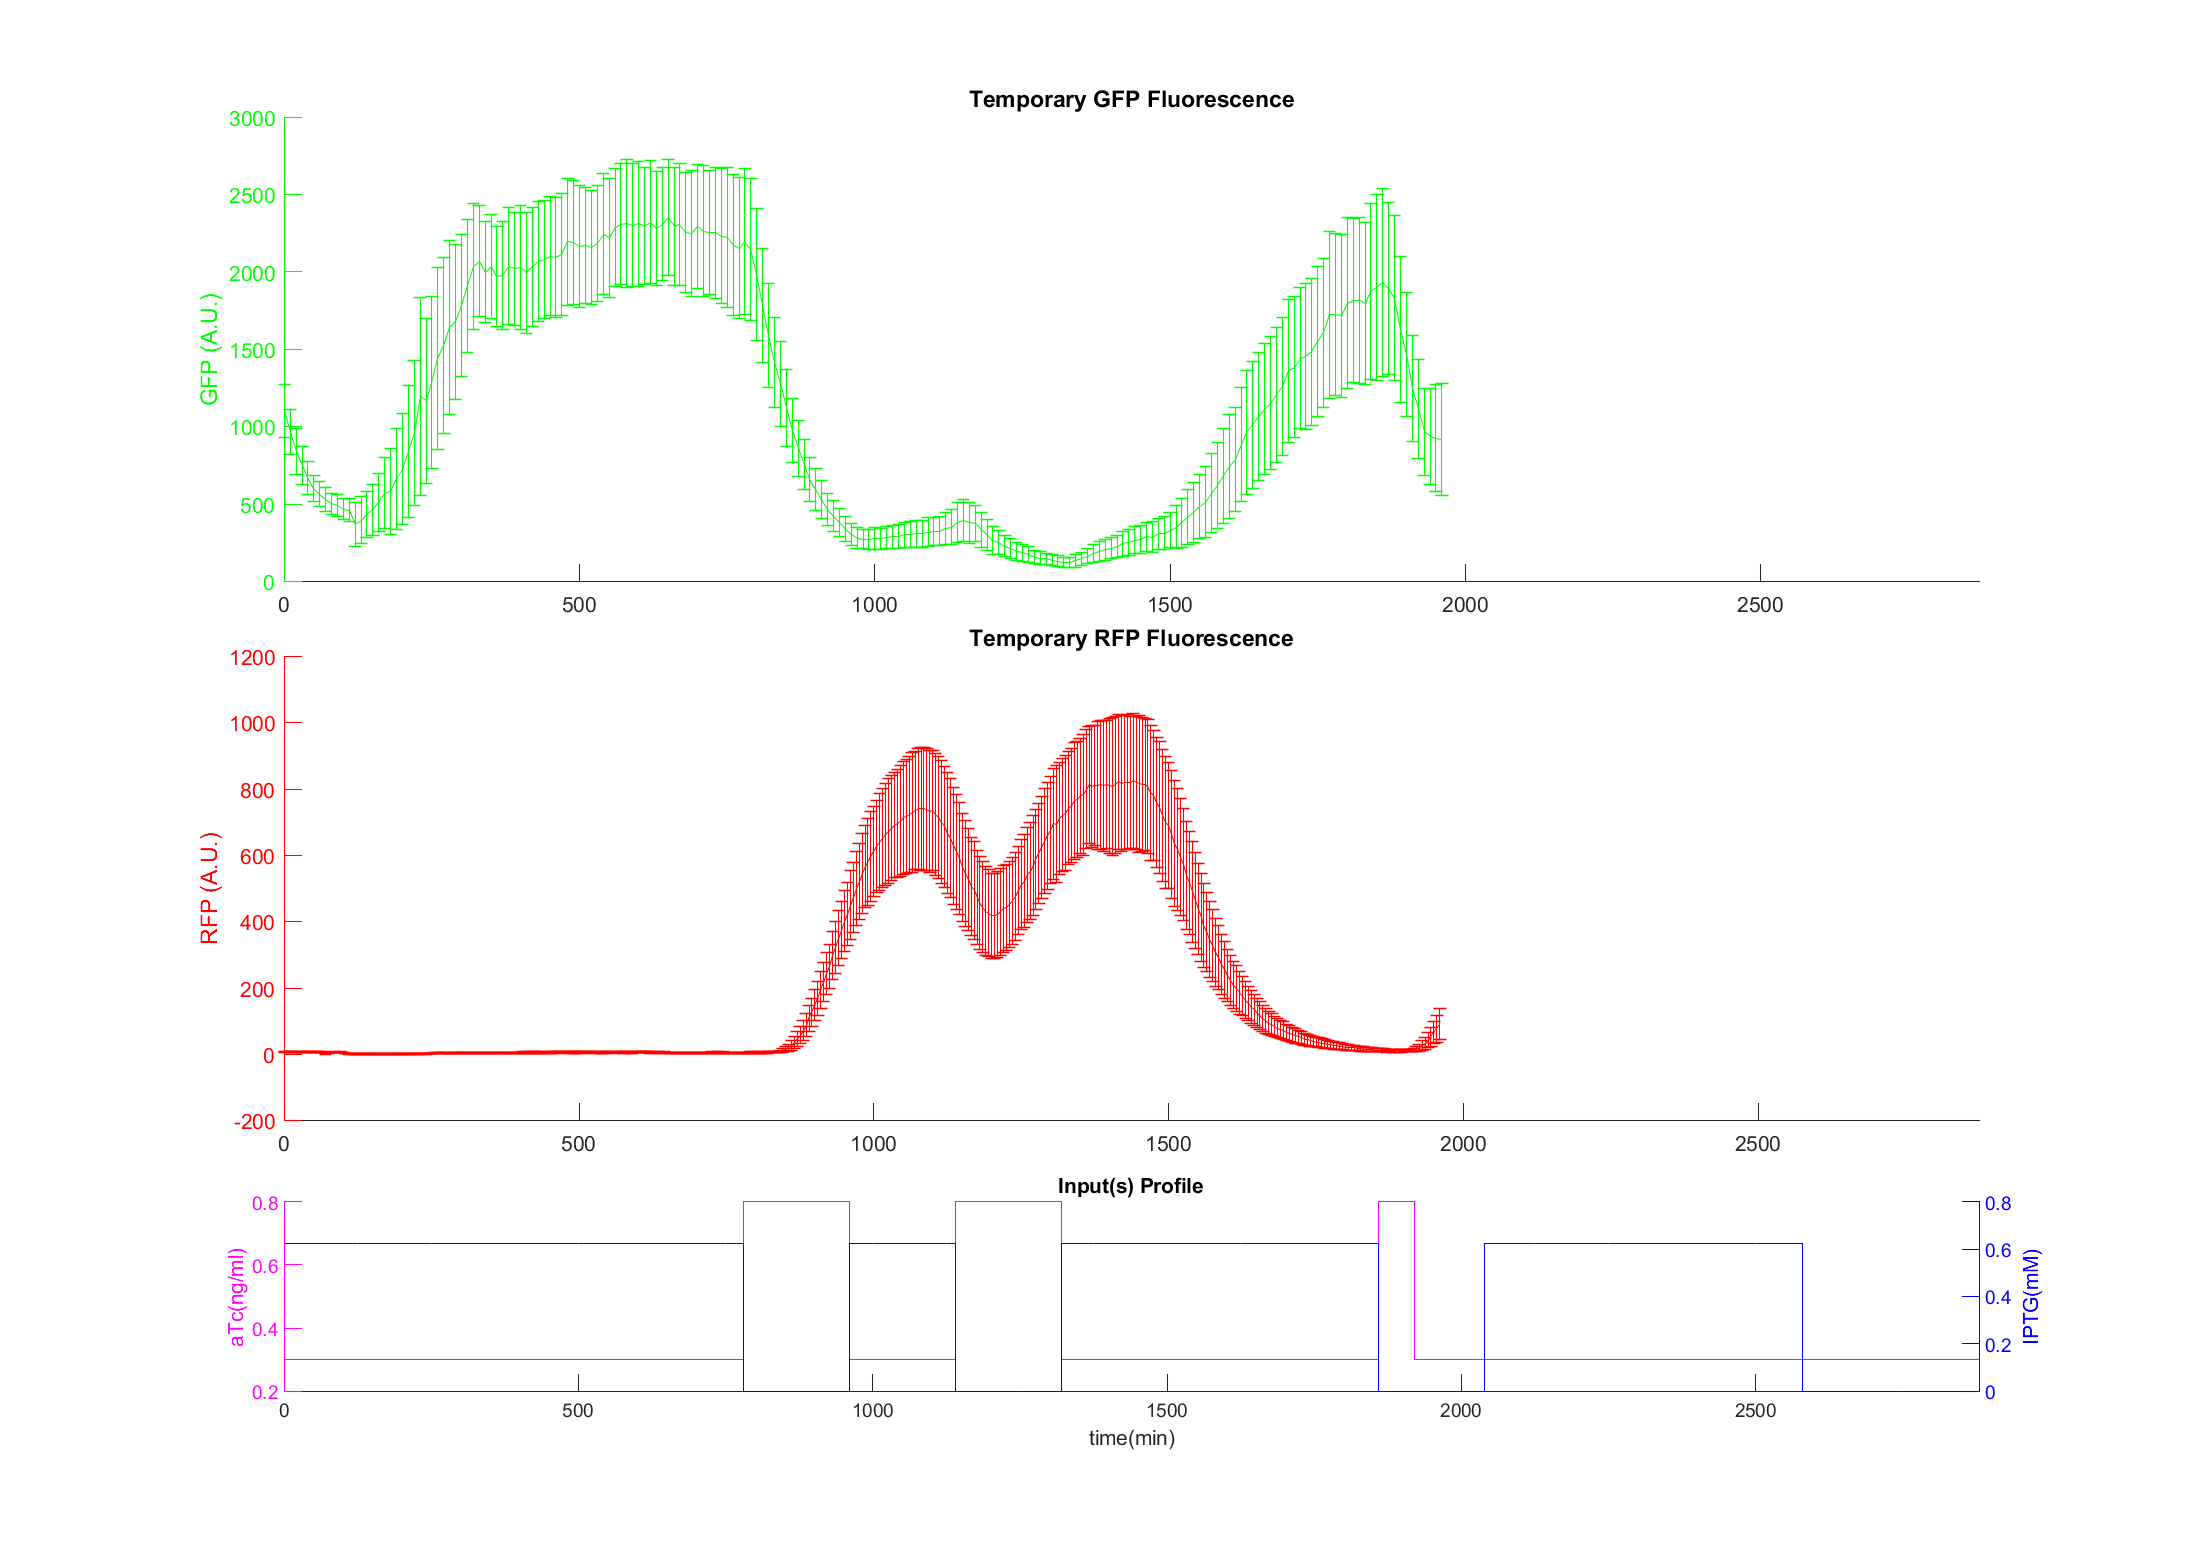 Temporary GFP Fluorescence
3000
2500
2000
1500
1000
500
0
GFP (A.U.)
0 500 1000 1500 2000 2500
Temporary RFP Fluorescence
1200
1000
800
600
400
200
0
-200
RFP (A.U.)
0 500 1000 1500 2000 2500
Input(s) Profile
0.8
0.6
0.4
0.2
aTc(ng/ml)
0.8
0.6
0.4
0.2
0
IPTG(mM)
0 500 1000 1500 2000 2500
time(min)